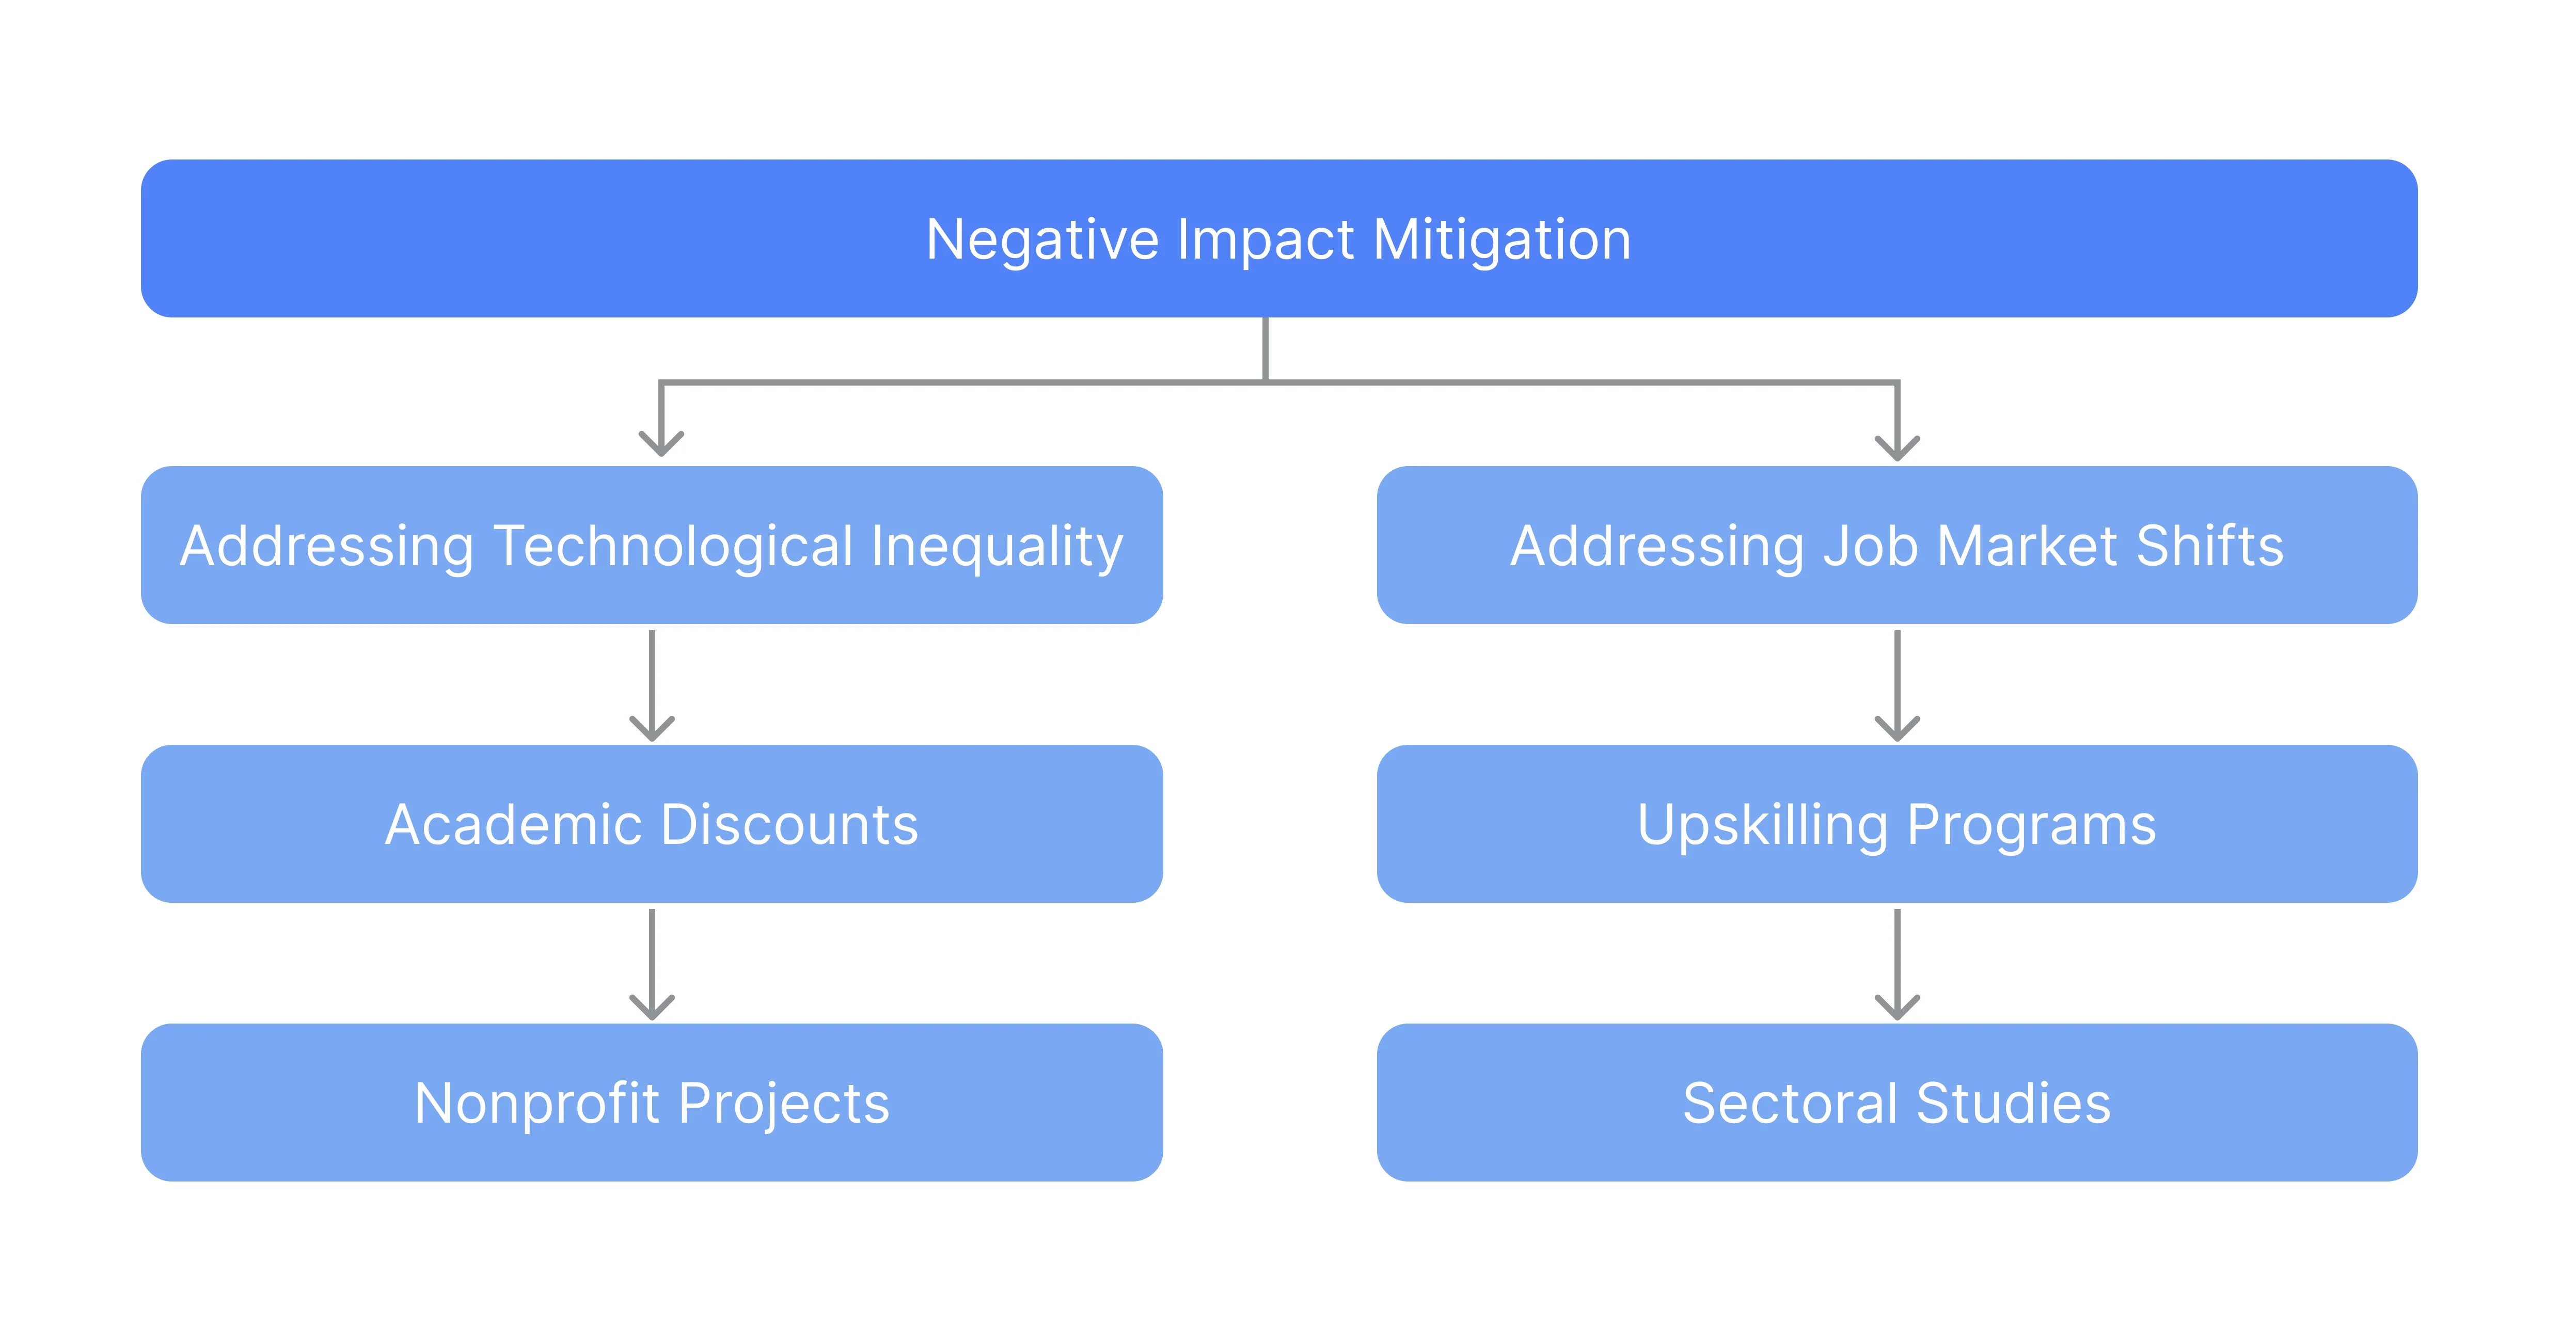 Negative Impact Mitigation
Addressing Technological Inequality
Addressing Job Market Shifts
Academic Discounts
Upskilling Programs
Nonprofit Projects
Sectoral Studies